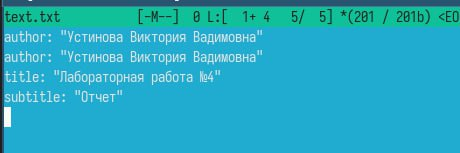 text.txt [-M--] 0 L:[ 1+ 4 5/ 5] *(201 / 201b) <EO
author: "Устинова Виктория Вадимовна"
author: "Устинова Виктория Вадимовна"
title: "Лабораторная работа №4"
subtitle: "Отчет"